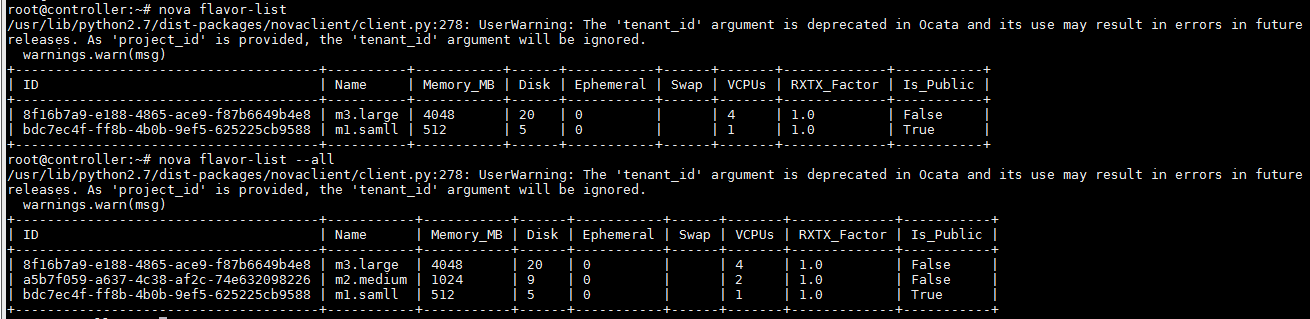 root@controller:~# nova flavor-list
/usr/lib/python2.7/dist-packages/novaclient/client.py:278: UserWarning: The 'tenant_id' argument is deprecated in Ocata and its use may result in errors in future
releases. As 'project_id' is provided, the 'tenant_id' argument will be ignored.
  warnings.warn(msg)
+--------------------------------------+----------+-----------+------+-----------+------+-------+-------------+-----------+
| ID                                   | Name     | Memory_MB | Disk | Ephemeral | Swap | VCPUs | RXTX_Factor | Is_Public |
+--------------------------------------+----------+-----------+------+-----------+------+-------+-------------+-----------+
| 8f16b7a9-e188-4865-ace9-f87b6649b4e8 | m3.large | 4048      | 20   | 0         |      | 4     | 1.0         | False     |
| bdc7ec4f-ff8b-4b0b-9ef5-625225cb9588 | m1.samll | 512       | 5    | 0         |      | 1     | 1.0         | True      |
+--------------------------------------+----------+-----------+------+-----------+------+-------+-------------+-----------+
root@controller:~# nova flavor-list --all
/usr/lib/python2.7/dist-packages/novaclient/client.py:278: UserWarning: The 'tenant_id' argument is deprecated in Ocata and its use may result in errors in future
releases. As 'project_id' is provided, the 'tenant_id' argument will be ignored.
  warnings.warn(msg)
+--------------------------------------+-----------+-----------+------+-----------+------+-------+-------------+-----------+
| ID                                   | Name      | Memory_MB | Disk | Ephemeral | Swap | VCPUs | RXTX_Factor | Is_Public |
+--------------------------------------+-----------+-----------+------+-----------+------+-------+-------------+-----------+
| 8f16b7a9-e188-4865-ace9-f87b6649b4e8 | m3.large  | 4048      | 20   | 0         |      | 4     | 1.0         | False     |
| a5b7f059-a637-4c38-af2c-74e632098226 | m2.medium | 1024      | 9    | 0         |      | 2     | 1.0         | False     |
| bdc7ec4f-ff8b-4b0b-9ef5-625225cb9588 | m1.samll  | 512       | 5    | 0         |      | 1     | 1.0         | True      |
+--------------------------------------+-----------+-----------+------+-----------+------+-------+-------------+-----------+